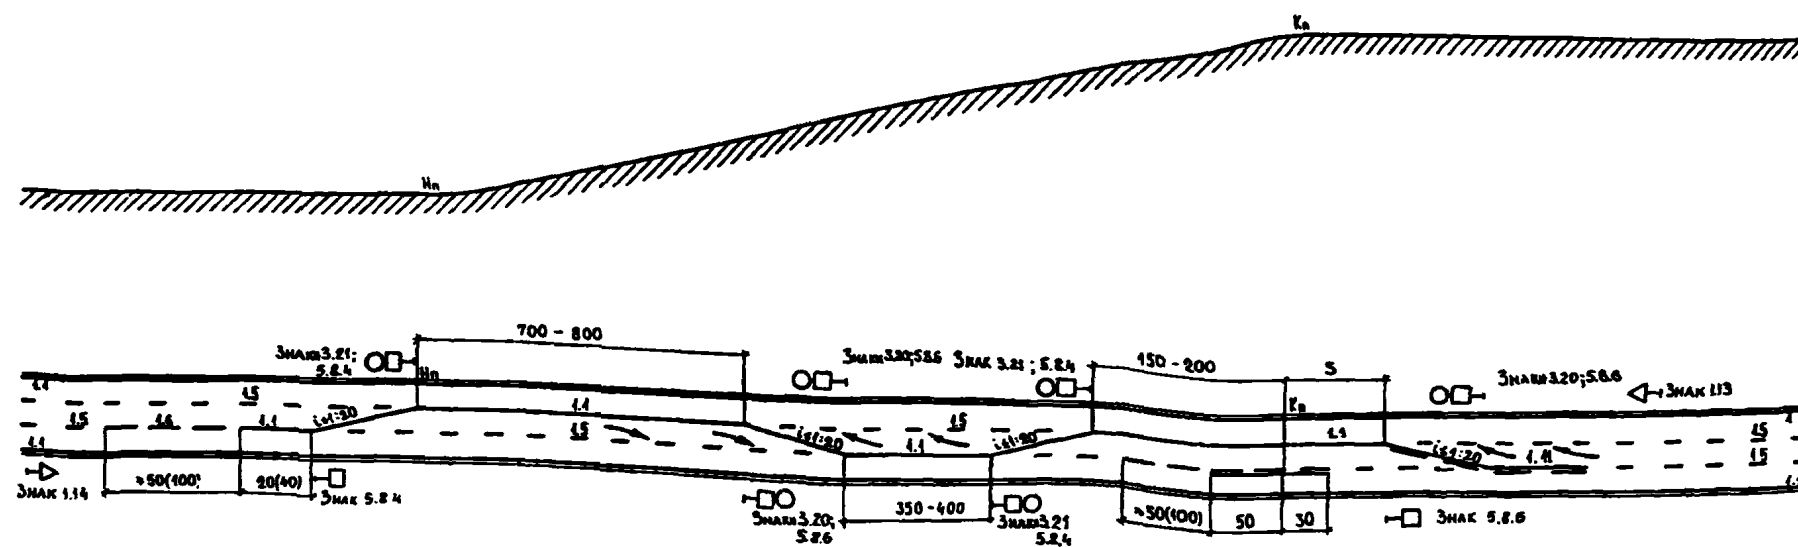 Кп
Нп
700 - 800
Знаки 3.21;
5.8.4
Знаки 3.20; 5.8.6
Знак 3.21 ; 5.8.4
150 - 200
S
Знаки 3.20; 5.8.6
Знак 1.13
Нп
Кп
1.1
1.5
1.5
1.6
1.1
i≤1:20
1.1
1.5
i≤1:20
1.5
1.1
i≤1:20
1.1
i≤1:20
1.11
1.5
1.5
1.1
Знак 1.14
≥50(100)
20(40)
Знак 5.8.4
Знаки 3.20;
5.8.6
350 - 400
Знаки 3.21
5.8.4
≥50(100)
50
30
Знак 5.8.6